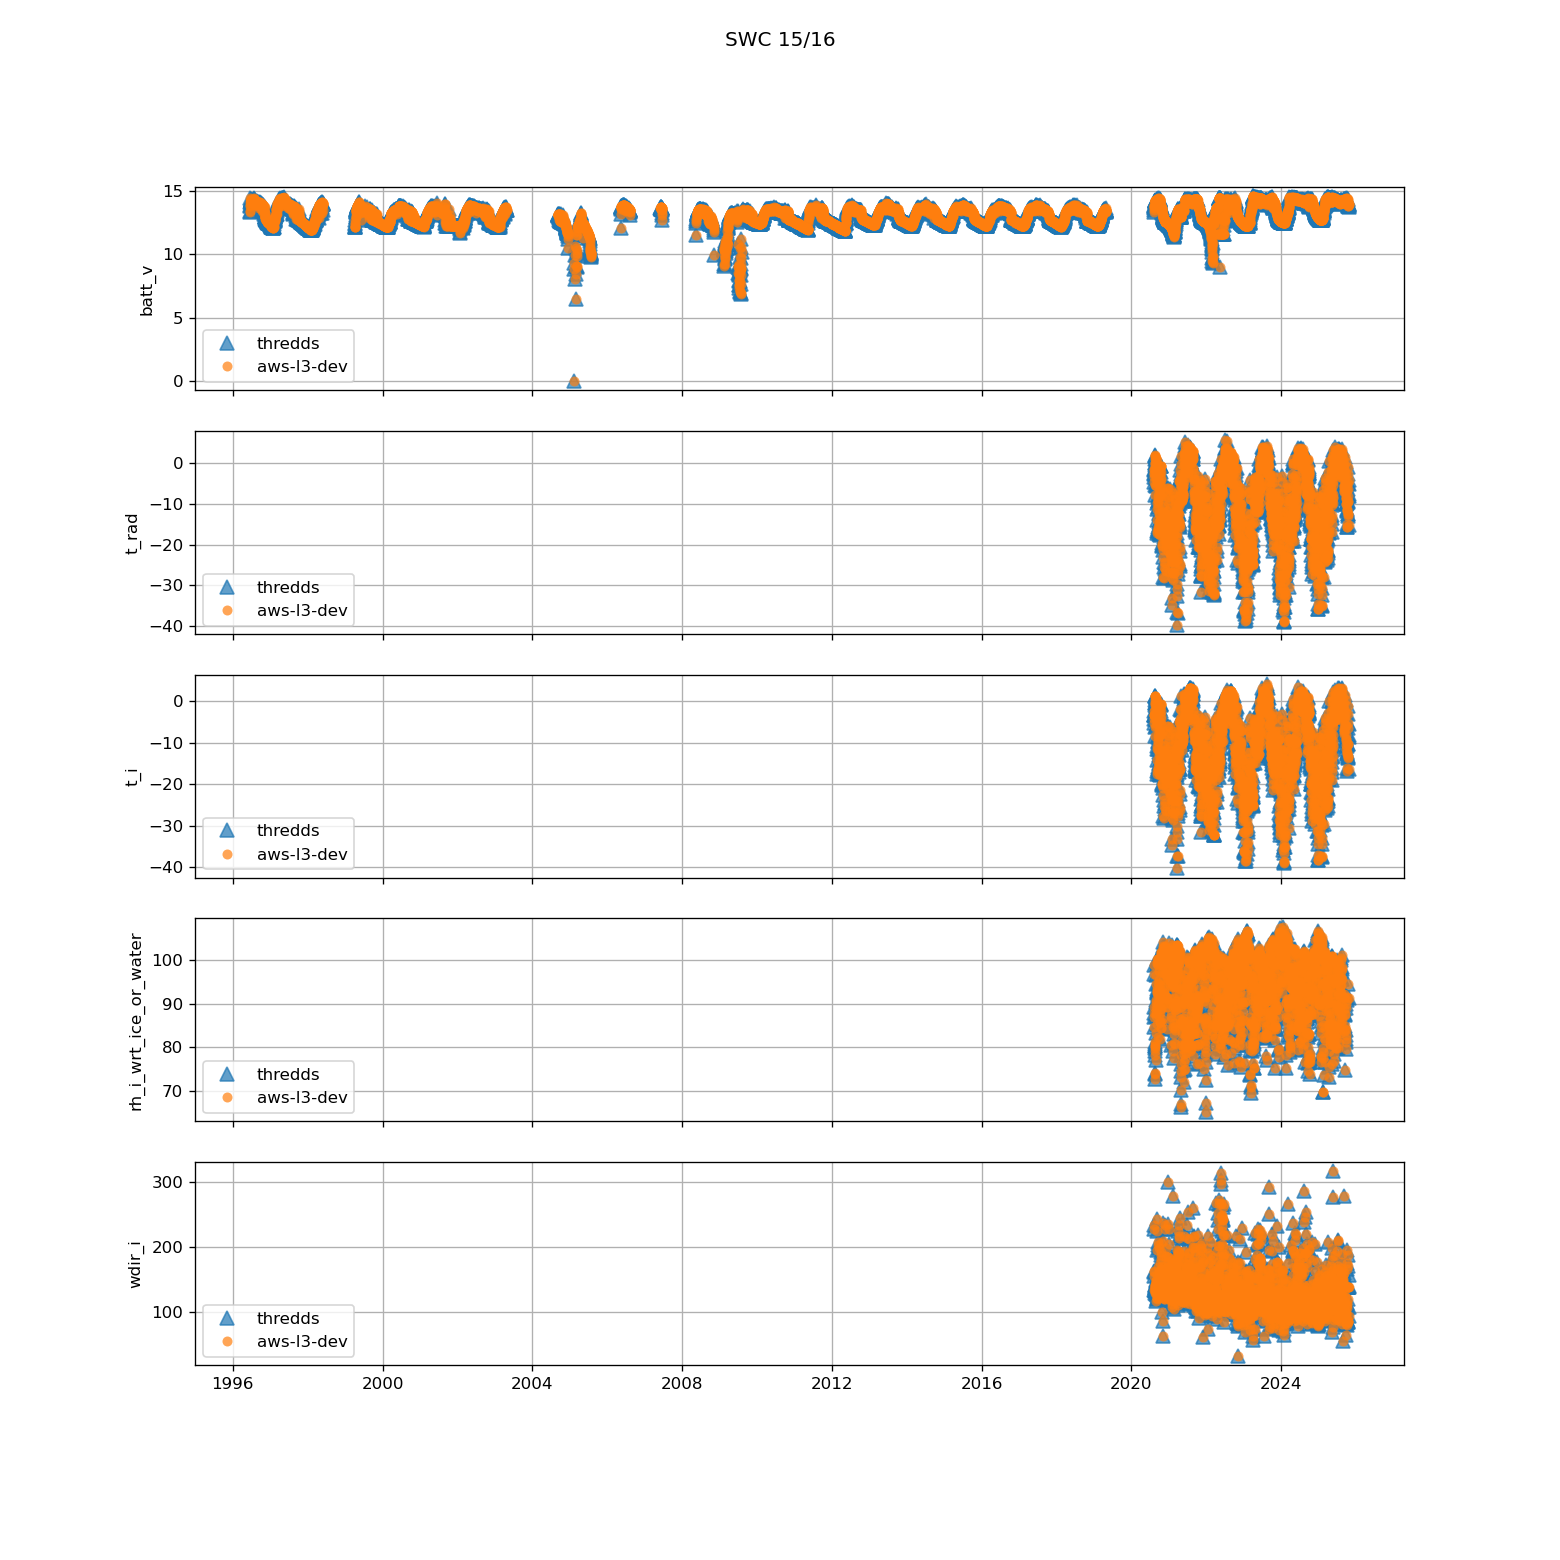 SWC 15/16
15
10
5
0
batt_v
thredds
aws-l3-dev
1996
2000
2004
2008
2012
2016
2020
2024
0
−10
−20
−30
−40
t_rad
thredds
aws-l3-dev
0
−10
−20
−30
−40
t_i
thredds
aws-l3-dev
100
90
80
70
rh_i_wrt_ice_or_water
thredds
aws-l3-dev
300
200
100
wdir_i
thredds
aws-l3-dev